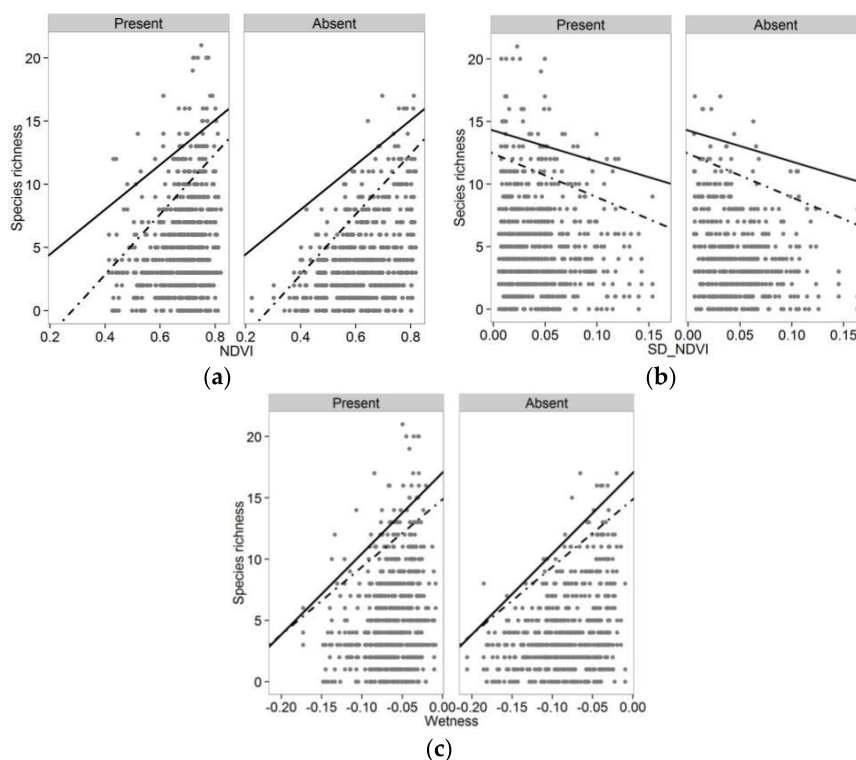 Present Absent
Species richness
20
15
10
5
0
0.2 0.4 0.6 0.8 0.2 0.4 0.6 0.8
NDVI
(a)
Present Absent
Secies richness
20
15
10
5
0
0.00 0.05 0.10 0.15 0.00 0.05 0.10 0.15
SD_NDVI
(b)
Present Absent
Species richness
20
15
10
5
0
-0.20 -0.15 -0.10 -0.05 0.00 -0.20 -0.15 -0.10 -0.05 0.00
Wetness
(c)